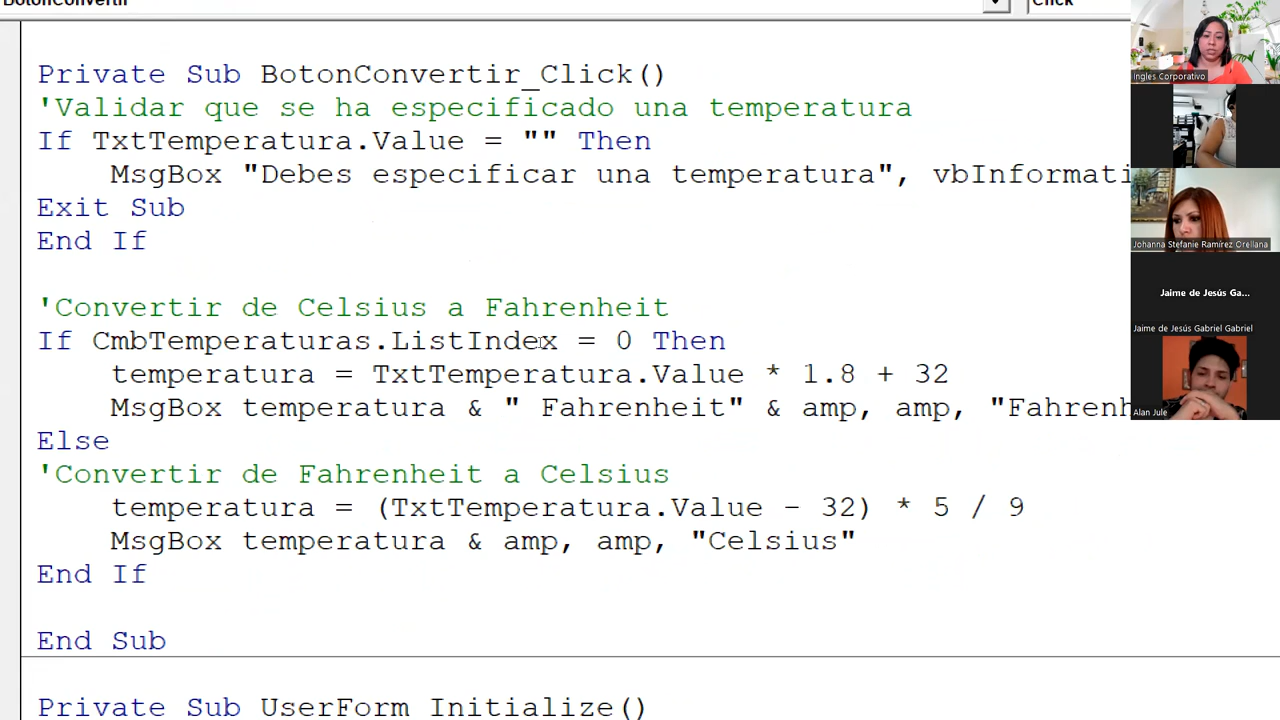 BotonConvertir
Click
Private Sub BotonConvertir_Click()
'Validar que se ha especificado una temperatura
If TxtTemperatura.Value = "" Then
MsgBox "Debes especificar una temperatura", vbInformati
Exit Sub
End If
'Convertir de Celsius a Fahrenheit
If CmbTemperaturas.ListIndex = 0 Then
temperatura = TxtTemperatura.Value * 1.8 + 32
MsgBox temperatura & " Fahrenheit" & amp, amp, "Fahrenh
Else
'Convertir de Fahrenheit a Celsius
temperatura = (TxtTemperatura.Value - 32) * 5 / 9
MsgBox temperatura & amp, amp, "Celsius"
End If
End Sub
Private Sub UserForm_Initialize()
Ingles Corporativo
Johanna Stefanie Ramírez Orellana
Jaime de Jesús Ga...
Jaime de Jesús Gabriel Gabriel
Alan Jule